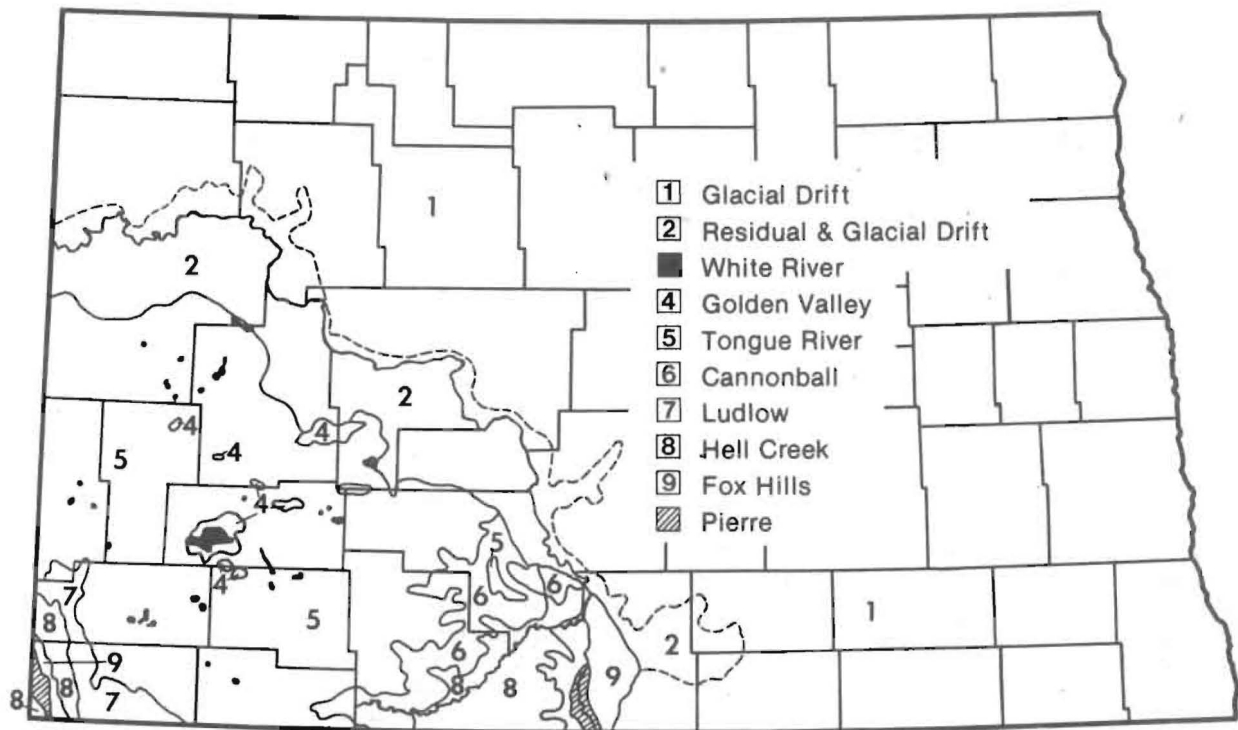 1
1 Glacial Drift
2
2 Residual & Glacial Drift
White River
4 Golden Valley
5 Tongue River
2
6 Cannonball
4
4
7 Ludlow
5
4
8 Hell Creek
9 Fox Hills
4
Pierre
5
4
7
6
6
1
8
5
2
9
6
8
8
8
9
7
8